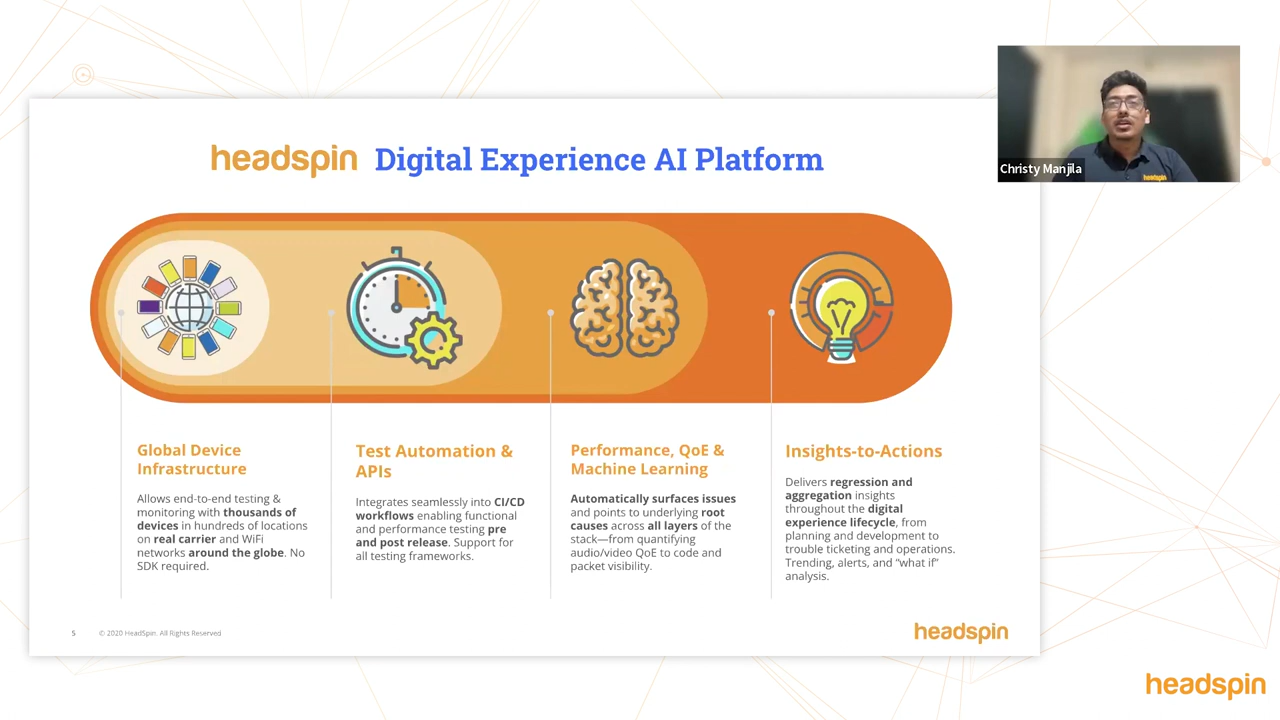 headspin Digital Experience AI Platform
Christy Manjila
headspin
Global Device
Infrastructure
Allows end-to-end testing &
monitoring with thousands of
devices in hundreds of locations
on real carrier and WiFi
networks around the globe. No
SDK required.
Test Automation &
APIs
Integrates seamlessly into CI/CD
workflows enabling functional
and performance testing pre
and post release. Support for
all testing frameworks.
Performance, QoE &
Machine Learning
Automatically surfaces issues
and points to underlying root
causes across all layers of the
stack—from quantifying
audio/video QoE to code and
packet visibility.
Insights-to-Actions
Delivers regression and
aggregation insights
throughout the digital
experience lifecycle, from
planning and development to
trouble ticketing and operations.
Trending, alerts, and “what if”
analysis.
5 © 2020 HeadSpin. All Rights Reserved
headspin
headspin